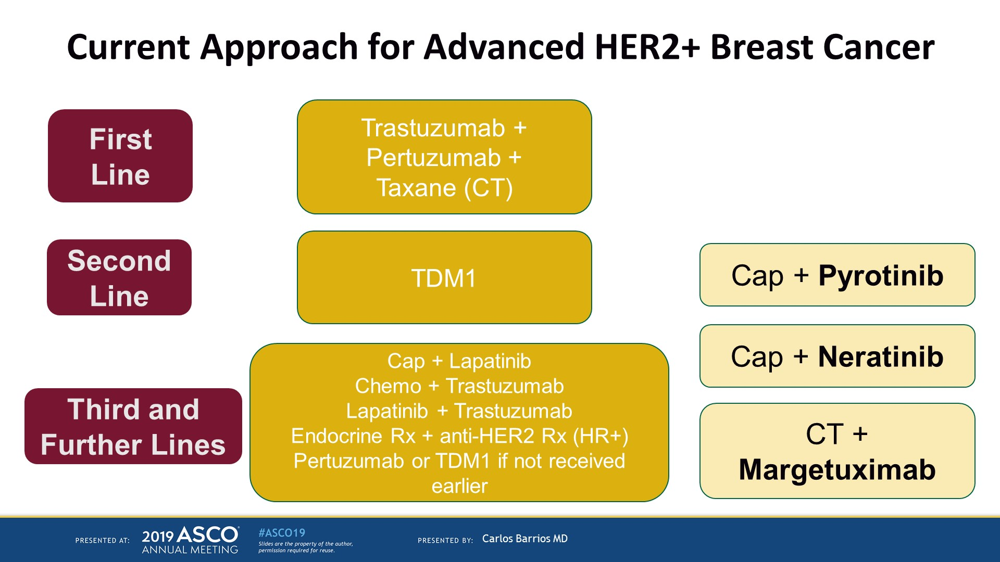 Current Approach for Advanced HER2+ Breast Cancer
First
Line
Trastuzumab +
Pertuzumab +
Taxane (CT)
Second
Line
TDM1
Cap + Pyrotinib
Cap + Neratinib
Third and
Further Lines
Cap + Lapatinib
Chemo + Trastuzumab
Lapatinib + Trastuzumab
Endocrine Rx + anti-HER2 Rx (HR+)
Pertuzumab or TDM1 if not received
earlier
CT +
Margetuximab
PRESENTED AT:
2019 ASCO®
ANNUAL MEETING
#ASCO19
Slides are the property of the author,
permission required for reuse.
PRESENTED BY:
Carlos Barrios MD